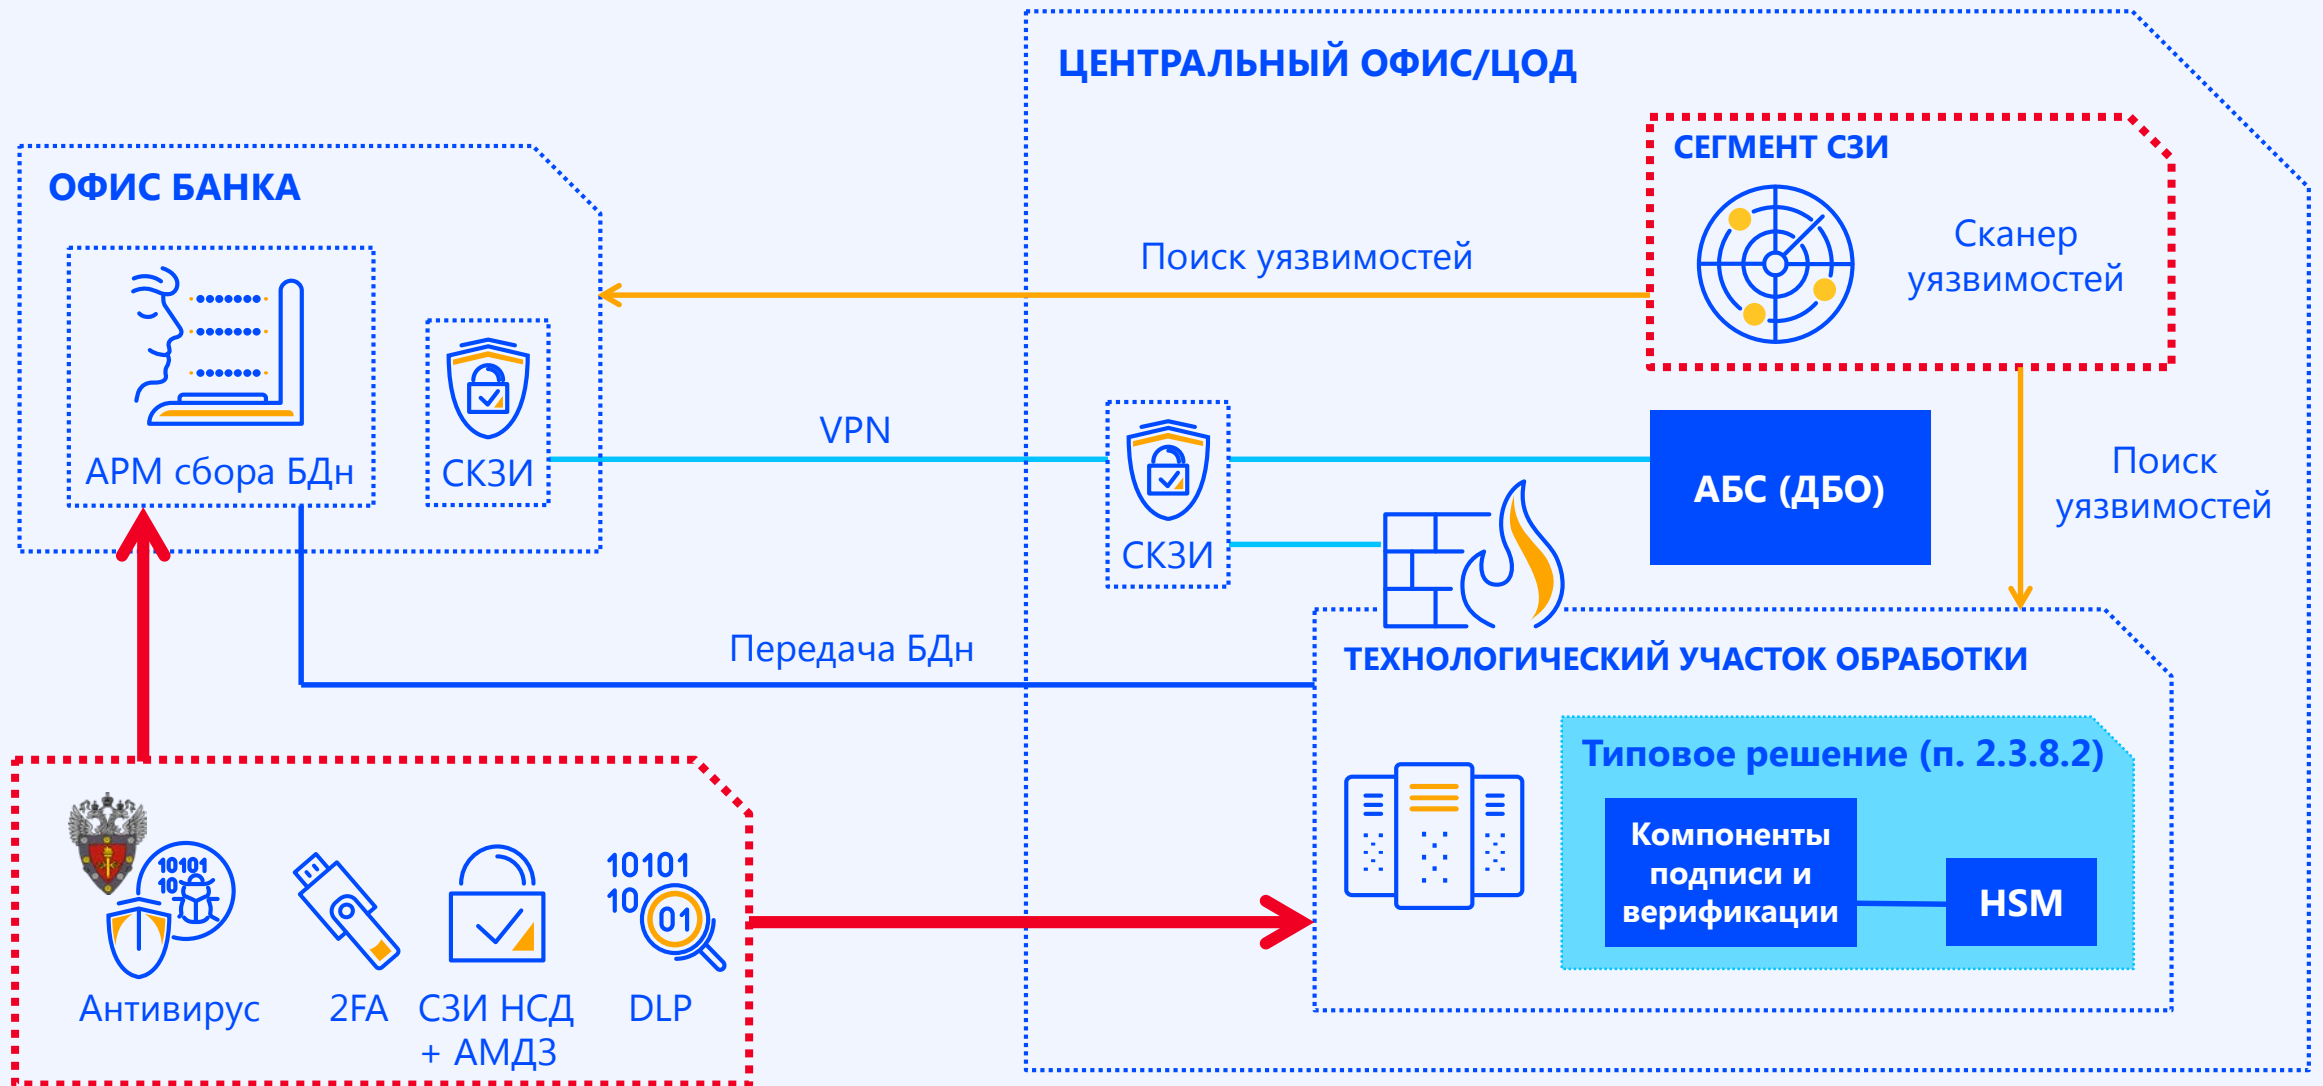 ЦЕНТРАЛЬНЫЙ ОФИС/ЦОД
СЕГМЕНТ СЗИ
Сканер
уязвимостей
ОФИС БАНКА
Поиск уязвимостей
АРМ сбора БДн
СКЗИ
VPN
СКЗИ
АБС (ДБО)
Поиск
уязвимостей
Передача БДн
ТЕХНОЛОГИЧЕСКИЙ УЧАСТОК ОБРАБОТКИ
Типовое решение (п. 2.3.8.2)
Компоненты
подписи и
верификации
HSM
10101
10
Антивирус
2FA
СЗИ НСД
+ АМДЗ
10101
10
01
DLP